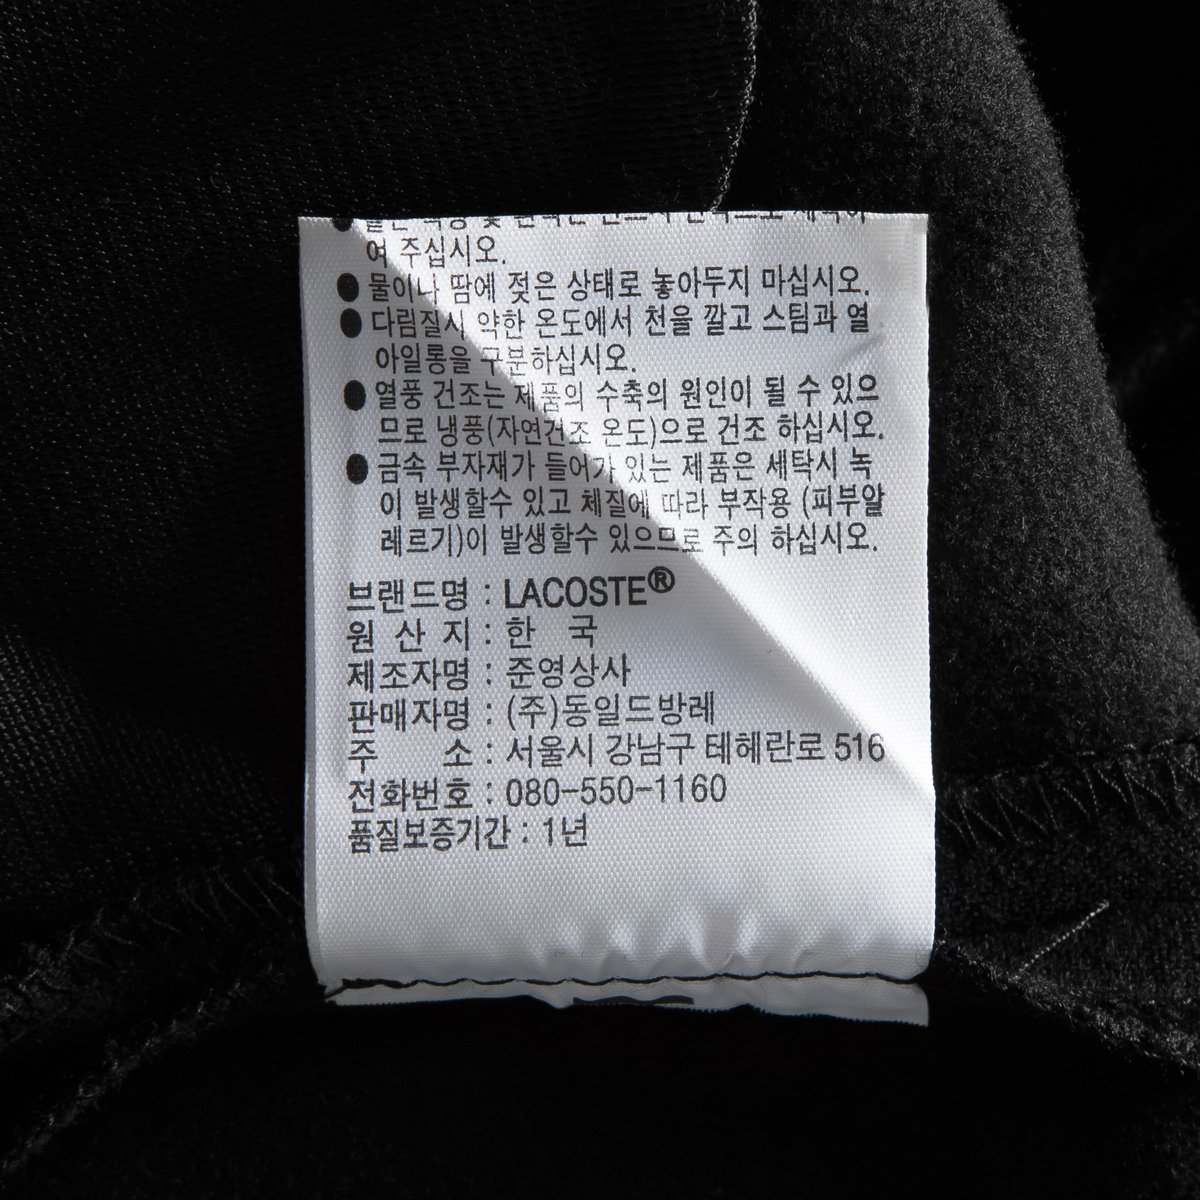 여 주십시오.
● 물이나 땀에 젖은 상태로 놓아두지 마십시오.
● 다림질시 약한 온도에서 천을 깔고 스팀과 열
아일롱을 구분하십시오.
● 열풍 건조는 제품의 수축의 원인이 될 수 있으
므로 냉풍(자연건조 온도)으로 건조 하십시오.
● 금속 부자재가 들어가 있는 제품은 세탁시 녹
이 발생할수 있고 체질에 따라 부작용 (피부알
레르기)이 발생할수 있으므로 주의 하십시오.
브랜드명 : LACOSTE®
원 산 지 : 한 국
제조자명 : 준영상사
판매자명 : (주)동일드방레
주 소 : 서울시 강남구 테헤란로 516
전화번호 : 080-550-1160
품질보증기간 : 1년